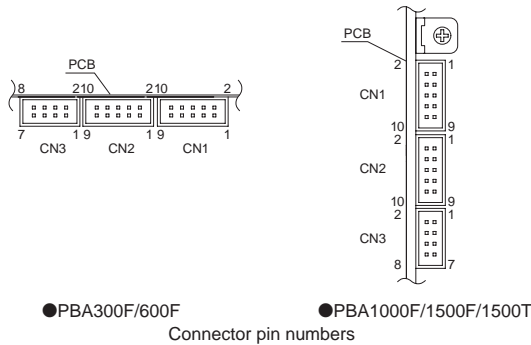 PCB
8 2 10 2 10 2
7 1 9 1 9 1
CN3 CN2 CN1
PCB
2 1
CN1
10 9
2 1
CN2
10 9
2 1
CN3
8 7
●PBA300F/600F
●PBA1000F/1500F/1500T
Connector pin numbers